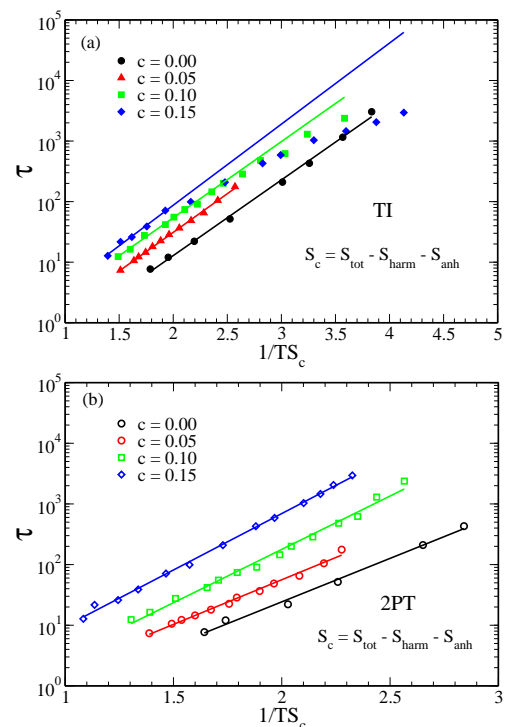 (a)
c = 0.00
c = 0.05
c = 0.10
c = 0.15
TI
S_c = S_tot - S_harm - S_anh
τ
10^5
10^4
10^3
10^2
10^1
10^0
1 1.5 2 2.5 3 3.5 4 4.5 5
1/TS_c
(b)
c = 0.00
c = 0.05
c = 0.10
c = 0.15
2PT
S_c = S_tot - S_harm - S_anh
τ
10^5
10^4
10^3
10^2
10^1
10^0
1 1.5 2 2.5 3
1/TS_c